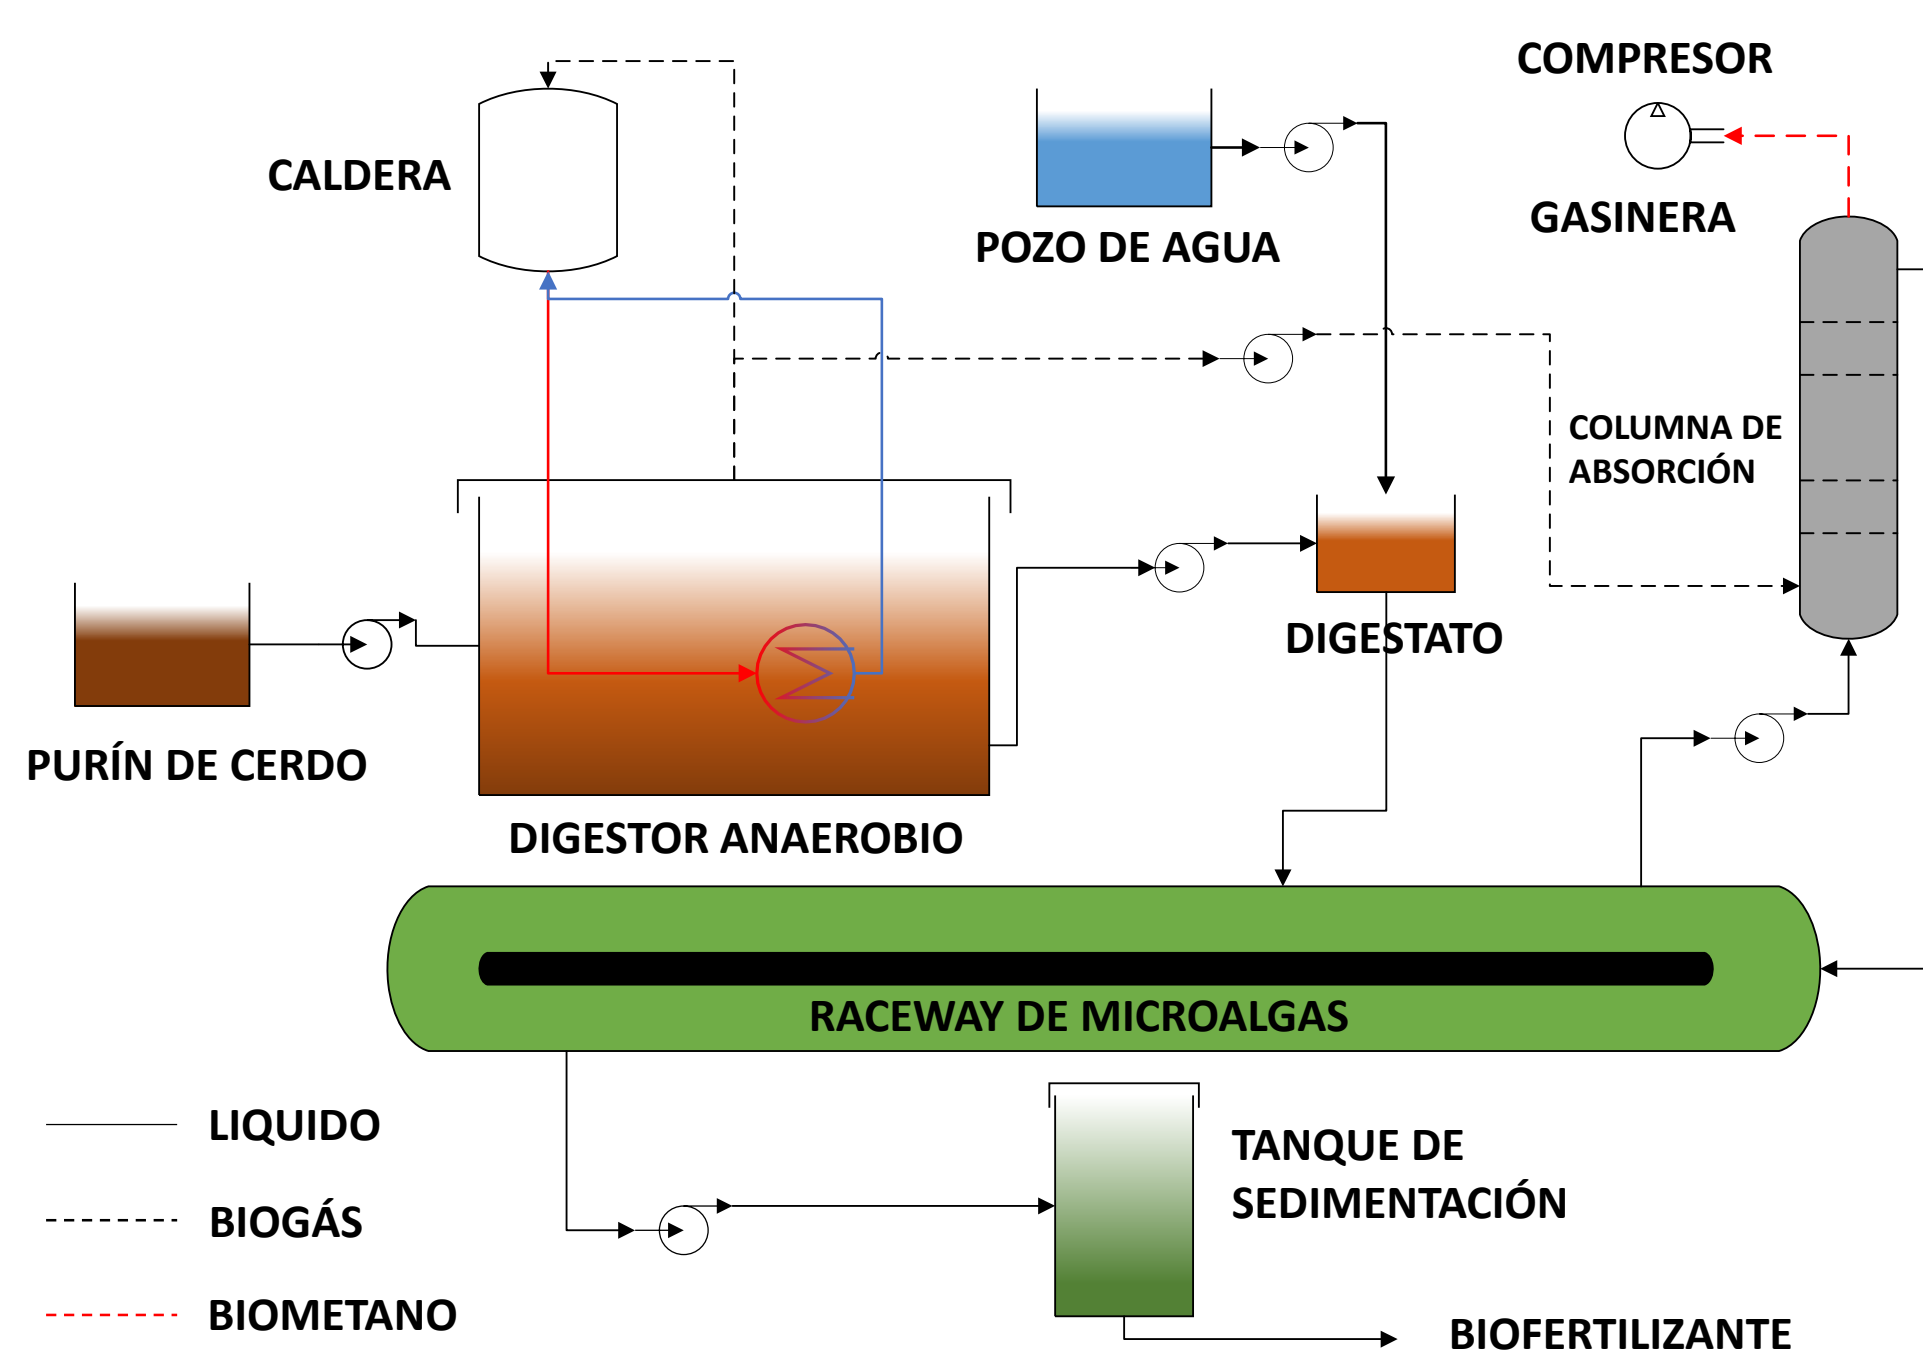 COMPRESOR
CALDERA
GASINERA
POZO DE AGUA
COLUMNA DE
ABSORCIÓN
DIGESTATO
PURÍN DE CERDO
DIGESTOR ANAEROBIO
RACEWAY DE MICROALGAS
LIQUIDO
TANQUE DE
SEDIMENTACIÓN
BIOGÁS
BIOMETANO
BIOFERTILIZANTE